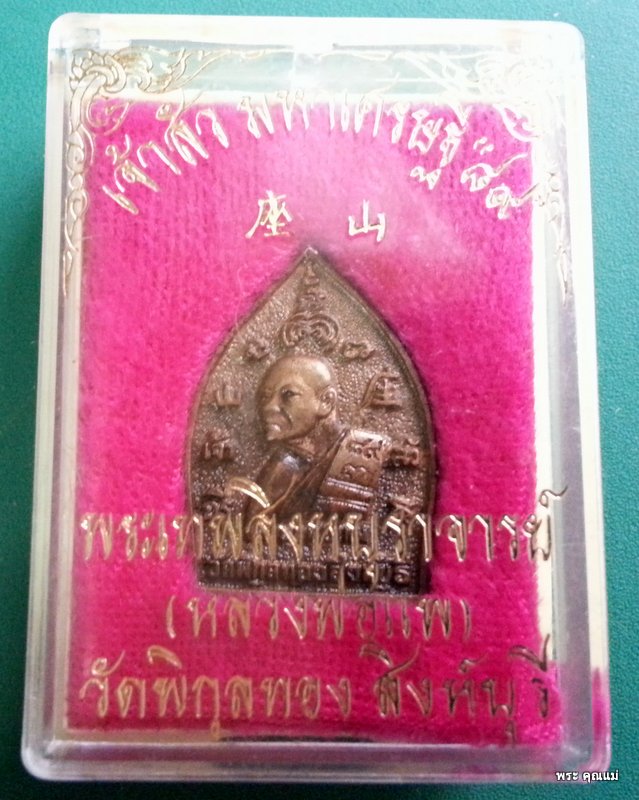 เจ้าสัว มหาเศรษฐี
座 山
山 座
พระเทพสิงหบุราจารย์
(หลวงพ่อแพ)
วัดพิกุลทอง สิงห์บุรี
พระ คุณแม่